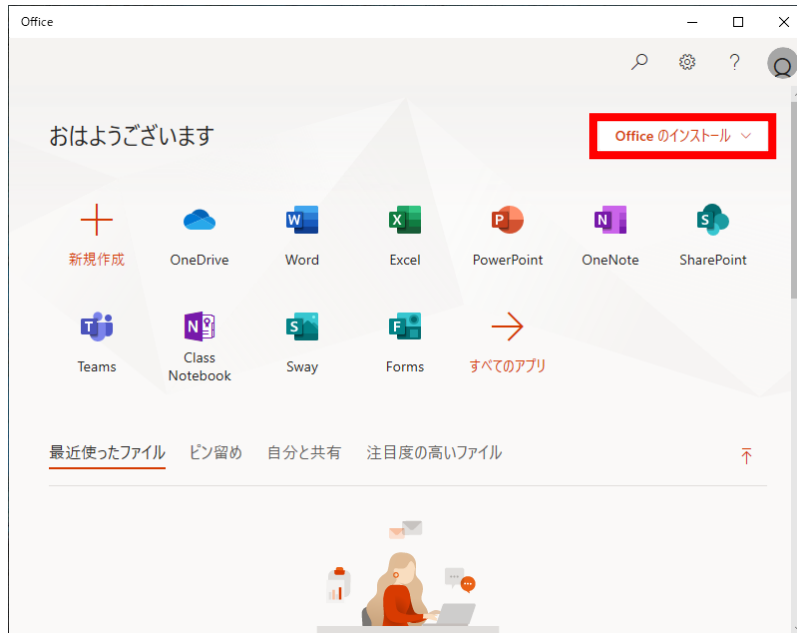 Office
おはようございます
Office のインストール
新規作成
OneDrive
Word
Excel
PowerPoint
OneNote
SharePoint
Teams
Class
Notebook
Sway
Forms
すべてのアプリ
最近使ったファイル ピン留め 自分と共有 注目度の高いファイル